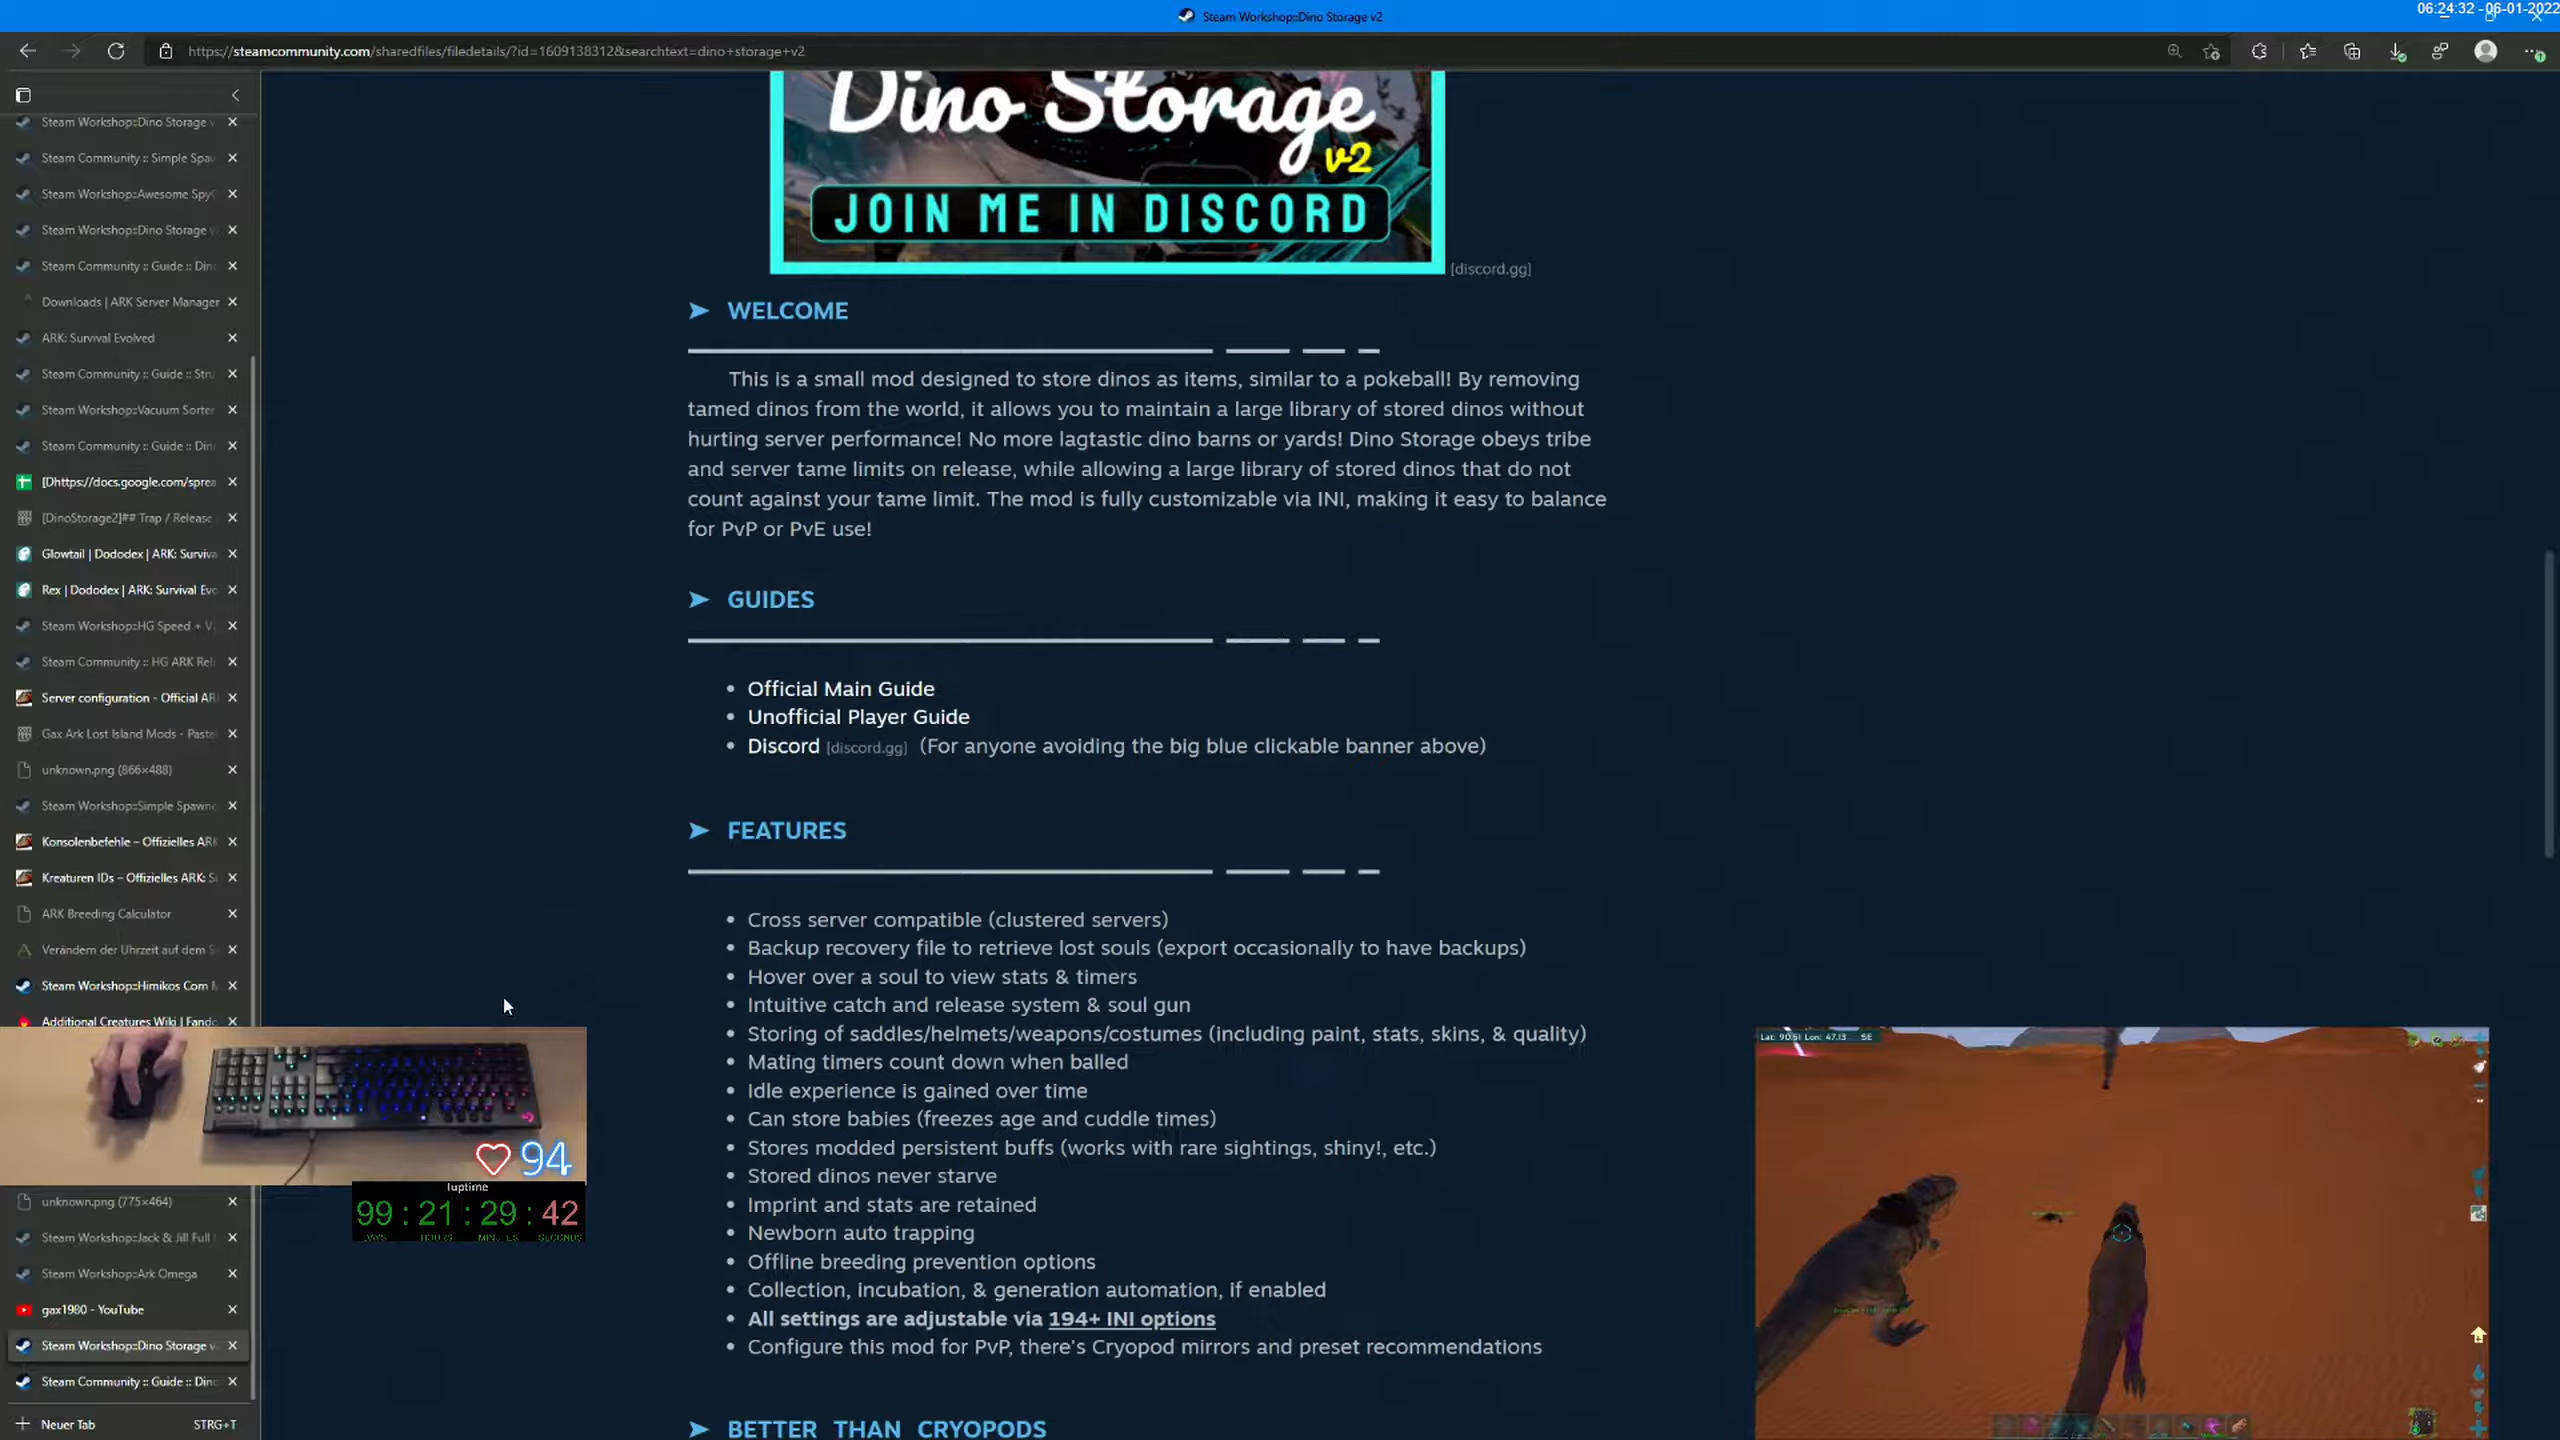 Steam Workshop::Dino Storage v2
06:24:32 -06-01-2022
https://steamcommunity.com/sharedfiles/filedetails/?id=1609138312&searchtext=dino+storage+v2
Steam Workshop::Dino Storage v
Steam Community :: Simple Spaw
Steam Workshop::Awesome Spy
Steam Workshop::Dino Storage v
Steam Community :: Guide :: Din
Downloads | ARK Server Manager
ARK: Survival Evolved
Steam Community :: Guide :: Stru
Steam Workshop::Vacuum Sorter
Steam Community :: Guide :: Din
[Dhttps://docs.google.com/sprea
[DinoStorage2]## Trap / Release
Glowtail | Dododex | ARK: Surviva
Rex | Dododex | ARK: Survival Evo
Steam Workshop::HG Speed + V
Steam Community :: HG ARK Rel
Server configuration - Official AR
Gax Ark Lost Island Mods - Paste
unknown.png (866×488)
Steam Workshop::Simple Spawne
Konsolenbefehle – Offizielles ARK
Kreaturen IDs – Offizielles ARK: S
ARK Breeding Calculator
Verändern der Uhrzeit auf dem S
Steam Workshop::Himikos Com
Additional Creatures Wiki | Fando
unknown.png (775×464)
Steam Workshop::Jack & Jill Full
Steam Workshop::Ark Omega
gax1980 - YouTube
Steam Workshop::Dino Storage v
Steam Community :: Guide :: Din
Neuer Tab STRG+T
Dino Storage
v2
JOIN ME IN DISCORD
[discord.gg]
➤ WELCOME
This is a small mod designed to store dinos as items, similar to a pokeball! By removing
tamed dinos from the world, it allows you to maintain a large library of stored dinos without
hurting server performance! No more lagtastic dino barns or yards! Dino Storage obeys tribe
and server tame limits on release, while allowing a large library of stored dinos that do not
count against your tame limit. The mod is fully customizable via INI, making it easy to balance
for PvP or PvE use!
➤ GUIDES
• Official Main Guide
• Unofficial Player Guide
• Discord [discord.gg] (For anyone avoiding the big blue clickable banner above)
➤ FEATURES
• Cross server compatible (clustered servers)
• Backup recovery file to retrieve lost souls (export occasionally to have backups)
• Hover over a soul to view stats & timers
• Intuitive catch and release system & soul gun
• Storing of saddles/helmets/weapons/costumes (including paint, stats, skins, & quality)
• Mating timers count down when balled
• Idle experience is gained over time
• Can store babies (freezes age and cuddle times)
• Stores modded persistent buffs (works with rare sightings, shiny!, etc.)
• Stored dinos never starve
• Imprint and stats are retained
• Newborn auto trapping
• Offline breeding prevention options
• Collection, incubation, & generation automation, if enabled
• All settings are adjustable via 194+ INI options
• Configure this mod for PvP, there's Cryopod mirrors and preset recommendations
➤ BETTER THAN CRYOPODS
94
1uptime
99 : 21 : 29 : 42
DAYS HOURS MINUTES SECONDS
Lat: 90.51 Lon: 47.13 SE